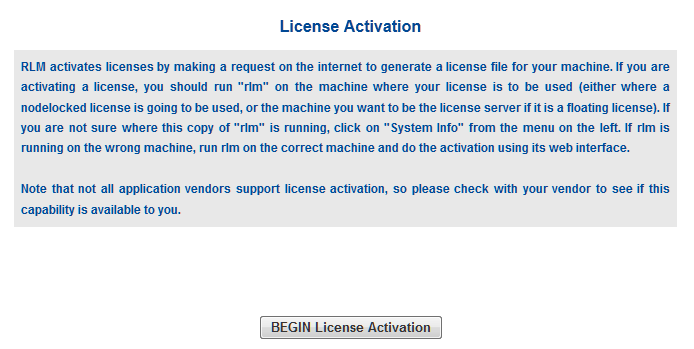 License Activation
RLM activates licenses by making a request on the internet to generate a license file for your machine. If you are
activating a license, you should run "rlm" on the machine where your license is to be used (either where a
nodelocked license is going to be used, or the machine you want to be the license server if it is a floating license). If
you are not sure where this copy of "rlm" is running, click on "System Info" from the menu on the left. If rlm is
running on the wrong machine, run rlm on the correct machine and do the activation using its web interface.
Note that not all application vendors support license activation, so please check with your vendor to see if this
capability is available to you.
BEGIN License Activation